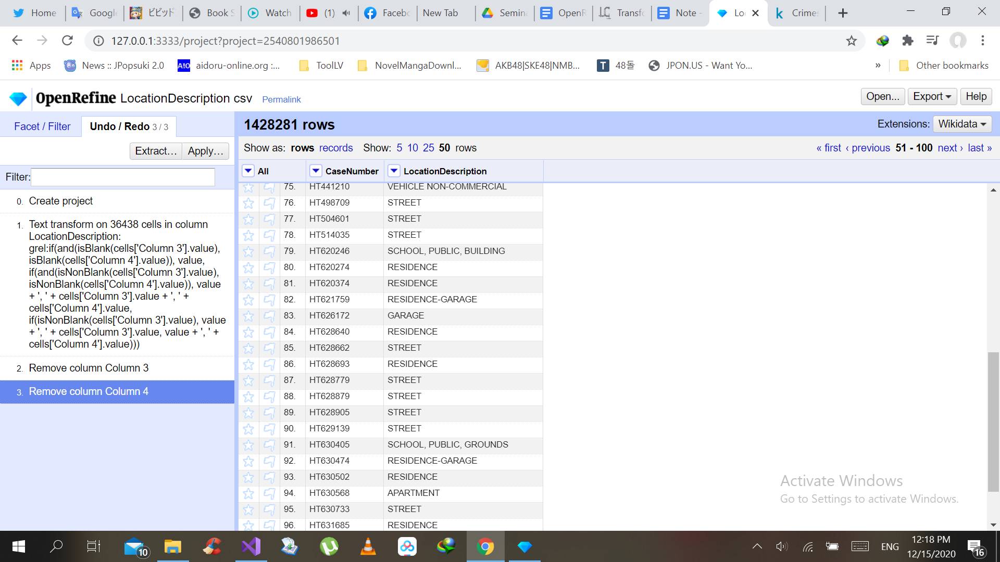 Home
Google
ビビッド
Book S
Watch
(1)
Facebo
New Tab
Semina
OpenR
Transfo
Note -
Lo
Crimes
127.0.0.1:3333/project?project=2540801986501
Apps
News :: JPopsuki 2.0
A!O aidoru-online.org :...
ToolLV
NovelMangaDownl...
AKB48|SKE48|NMB...
T 48돌
JPON.US - Want Yo...
»
Other bookmarks
OpenRefine LocationDescription csv Permalink
Open... Export Help
Facet / Filter Undo / Redo 3 / 3
1428281 rows
Extensions: Wikidata
Extract... Apply...
Show as: rows records Show: 5 10 25 50 rows
« first ‹ previous 51 - 100 next › last »
Filter:
All CaseNumber LocationDescription
0. Create project
1. Text transform on 36438 cells in column
LocationDescription:
grel:if(and(isBlank(cells['Column 3'].value),
isBlank(cells['Column 4'].value)), value,
if(and(isNonBlank(cells['Column 3'].value),
isNonBlank(cells['Column 4'].value)), value
+ ', ' + cells['Column 3'].value + ', ' +
cells['Column 4'].value,
if(isNonBlank(cells['Column 3'].value), value
+ ', ' + cells['Column 3'].value, value + ', ' +
cells['Column 4'].value)))
2. Remove column Column 3
3. Remove column Column 4
75. HT441210 VEHICLE NON-COMMERCIAL
76. HT498709 STREET
77. HT504601 STREET
78. HT514035 STREET
79. HT620246 SCHOOL, PUBLIC, BUILDING
80. HT620274 RESIDENCE
81. HT620374 RESIDENCE
82. HT621759 RESIDENCE-GARAGE
83. HT626172 GARAGE
84. HT628640 RESIDENCE
85. HT628662 STREET
86. HT628693 RESIDENCE
87. HT628779 STREET
88. HT628879 STREET
89. HT628905 STREET
90. HT629139 STREET
91. HT630405 SCHOOL, PUBLIC, GROUNDS
92. HT630474 RESIDENCE-GARAGE
93. HT630502 RESIDENCE
94. HT630568 APARTMENT
95. HT630733 STREET
96. HT631685 RESIDENCE
Activate Windows
Go to Settings to activate Windows.
10
ENG
12:18 PM
12/15/2020
16